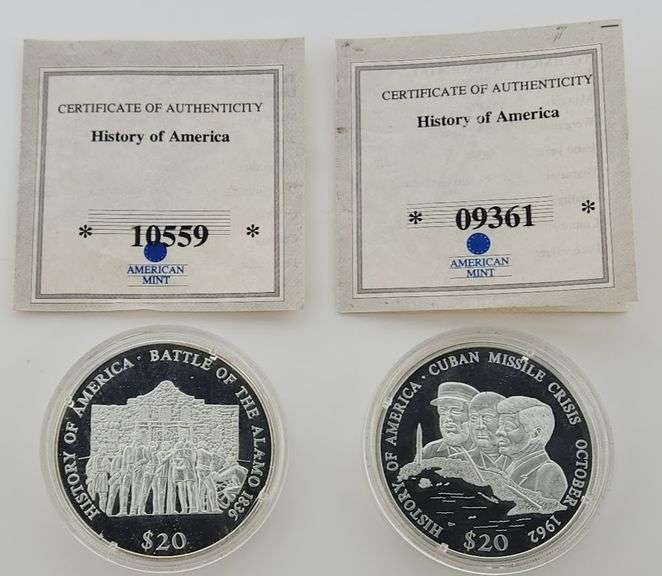 CERTIFICATE OF AUTHENTICITY
History of America
* 10559 *
AMERICAN
MINT
CERTIFICATE OF AUTHENTICITY
History of America
* 09361 *
AMERICAN
MINT
HISTORY OF AMERICA · BATTLE OF THE ALAMO 1836
$20
HISTORY OF AMERICA · CUBAN MISSILE CRISIS OCTOBER 1962
$20